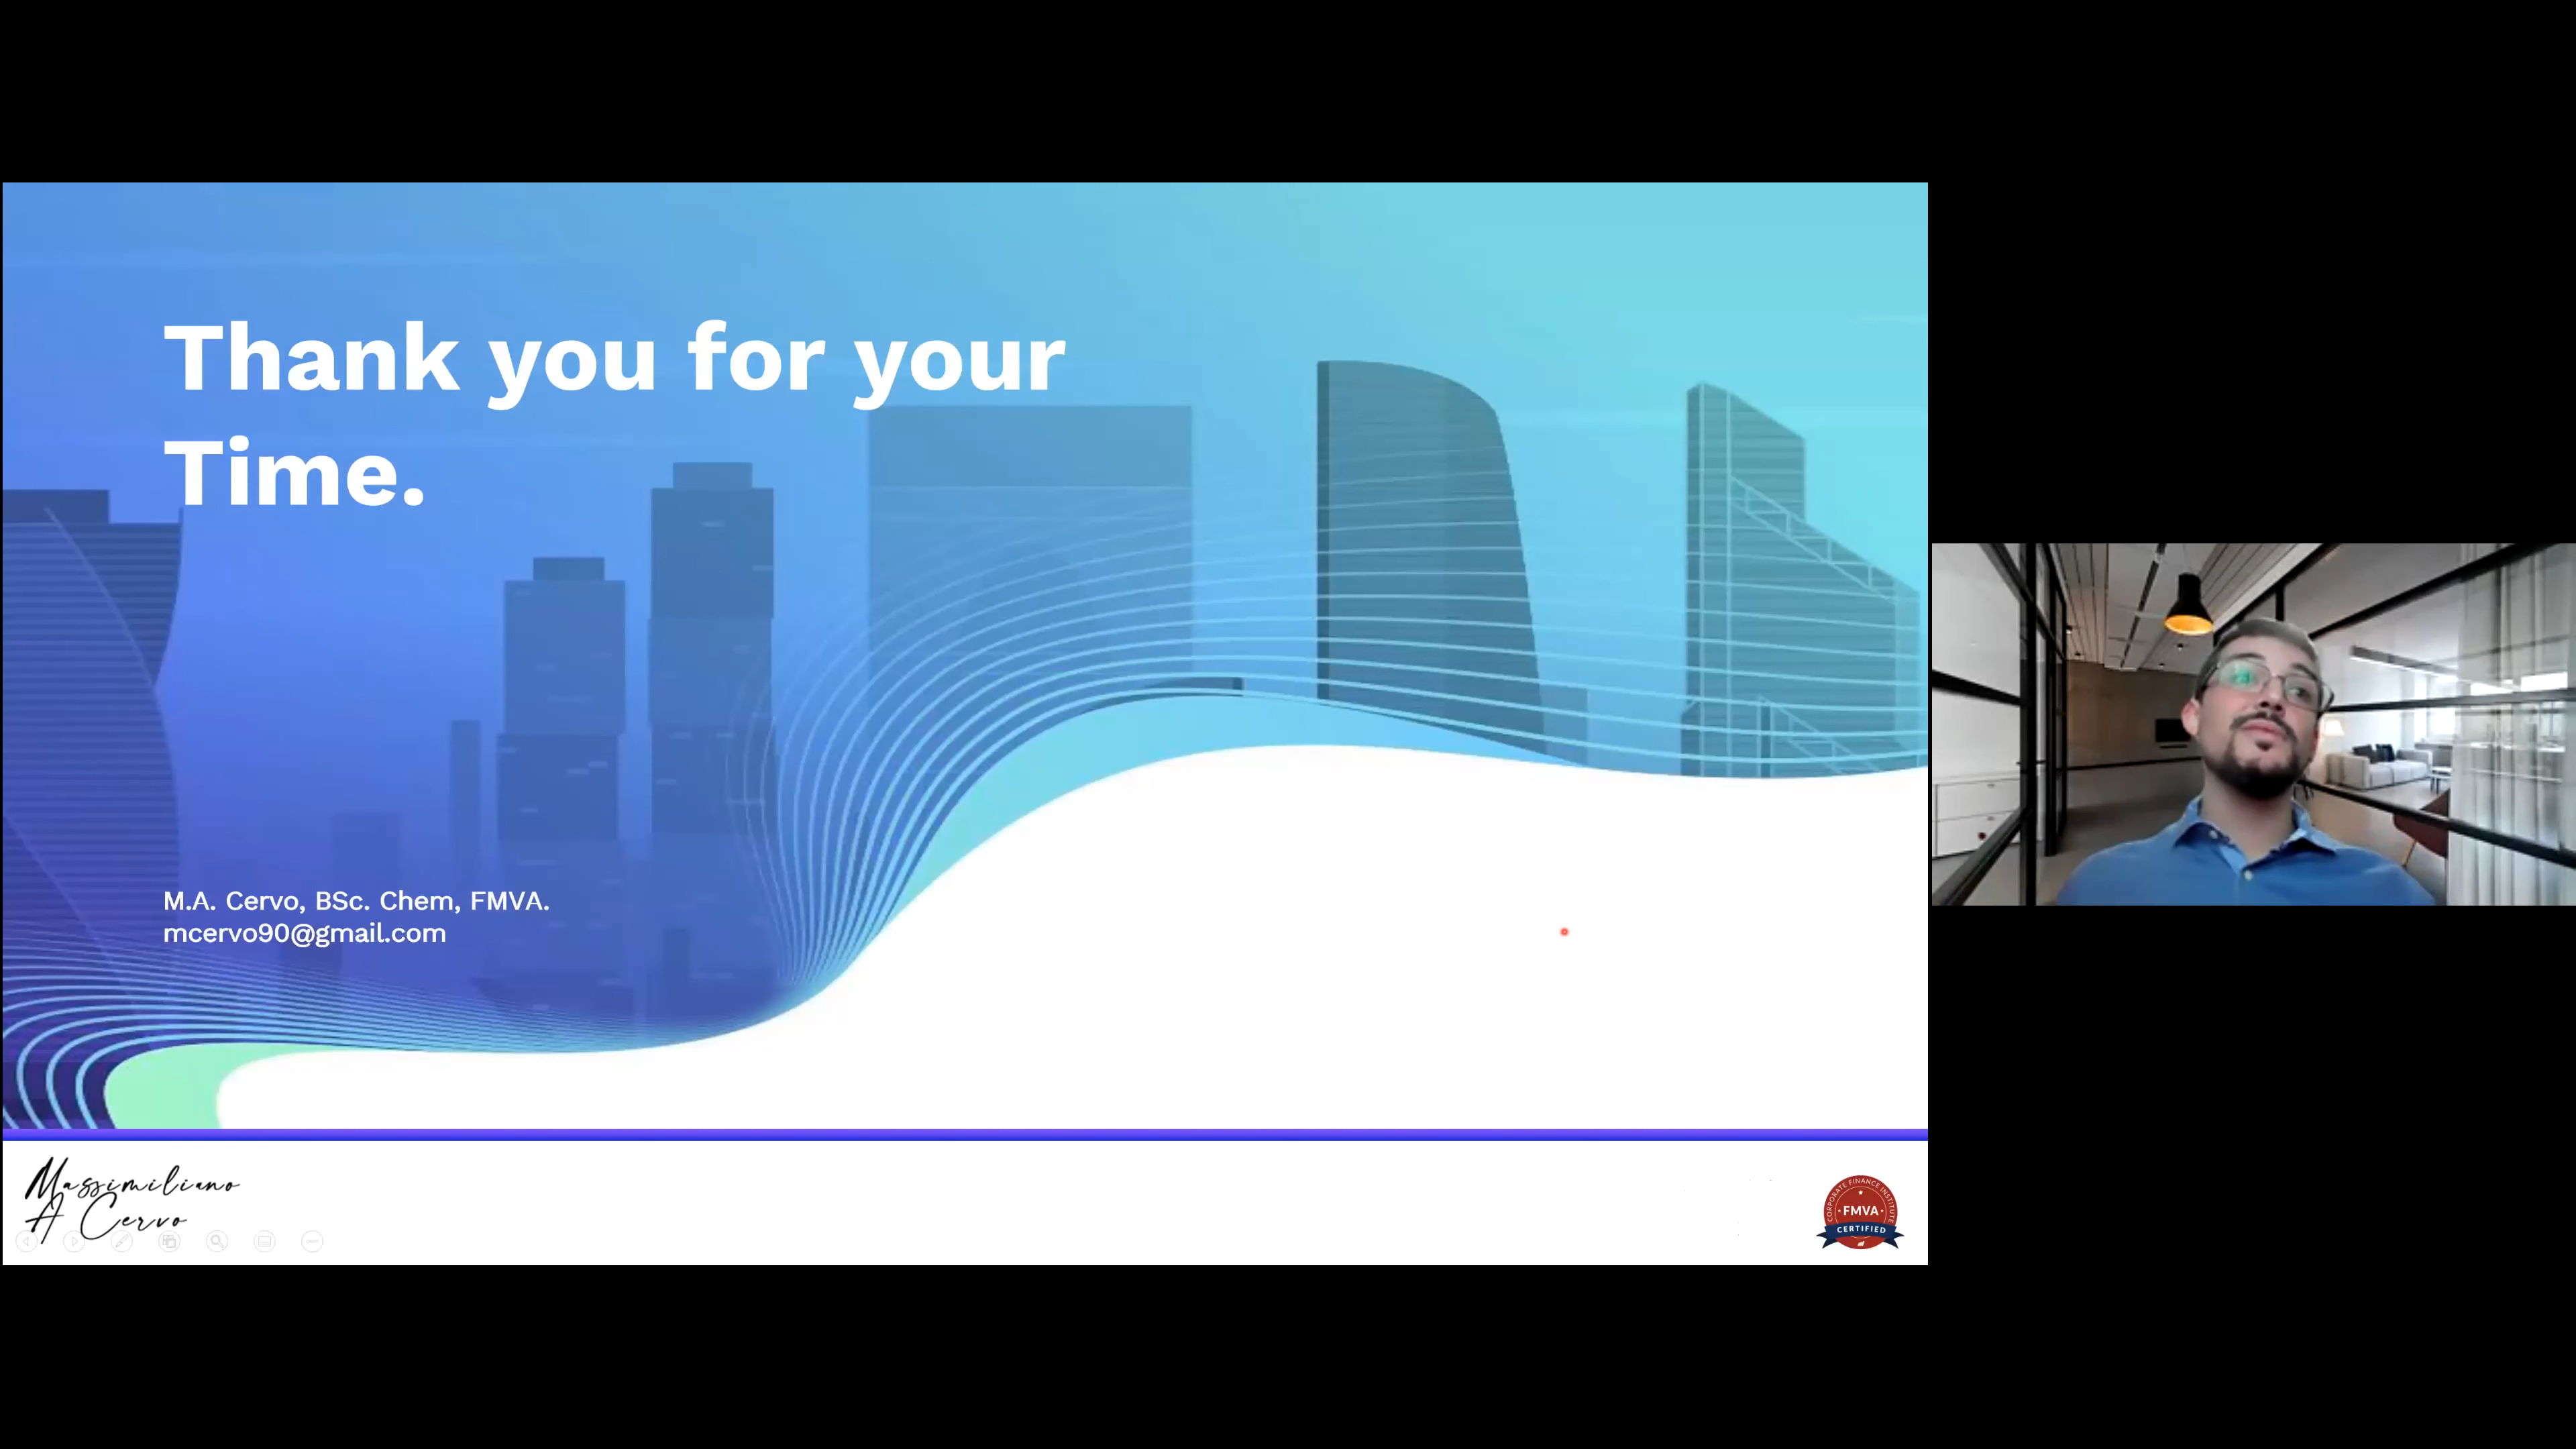 Thank you for your
Time.
M.A. Cervo, BSc. Chem, FMVA.
mcervo90@gmail.com
Massimiliano
A Cervo
CORPORATE FINANCE INSTITUTE
FMVA
CERTIFIED